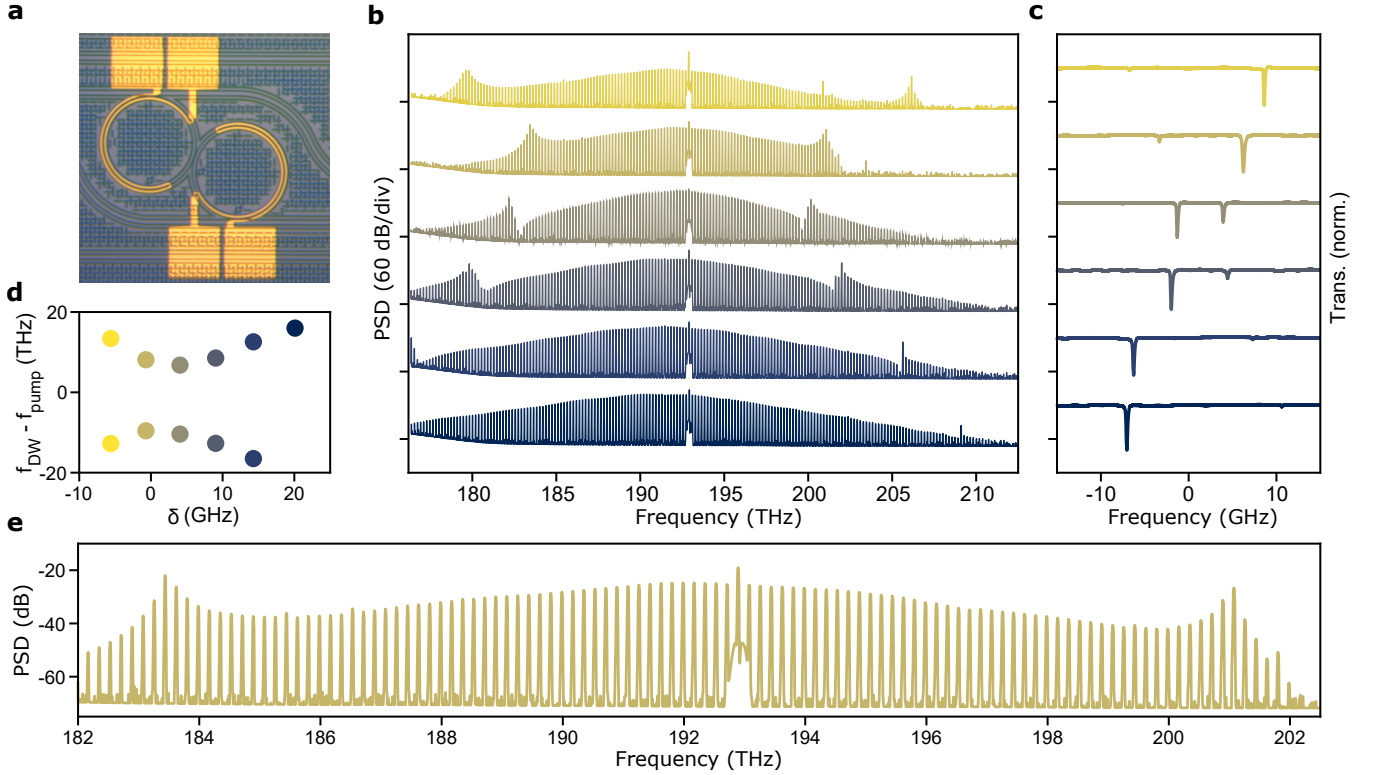 a
b
c
PSD (60 dB/div)
180
185
190
195
200
205
210
Frequency (THz)
Trans. (norm.)
-10
0
10
Frequency (GHz)
d
f_DW - f_pump (THz)
20
0
-20
-10
0
10
20
δ (GHz)
e
PSD (dB)
-20
-40
-60
182
184
186
188
190
192
194
196
198
200
202
Frequency (THz)